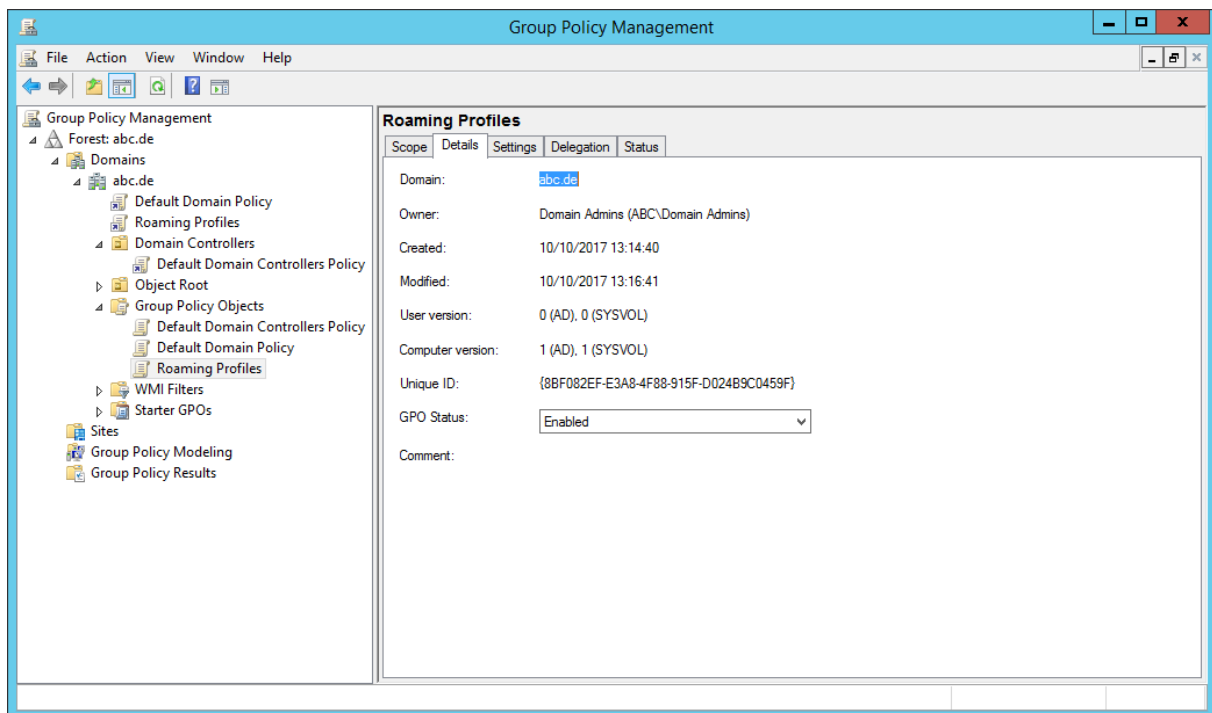 Group Policy Management
File Action View Window Help
Group Policy Management
Forest: abc.de
Domains
abc.de
Default Domain Policy
Roaming Profiles
Domain Controllers
Default Domain Controllers Policy
Object Root
Group Policy Objects
Default Domain Controllers Policy
Default Domain Policy
Roaming Profiles
WMI Filters
Starter GPOs
Sites
Group Policy Modeling
Group Policy Results
Roaming Profiles
Scope Details Settings Delegation Status
Domain: abc.de
Owner: Domain Admins (ABC\Domain Admins)
Created: 10/10/2017 13:14:40
Modified: 10/10/2017 13:16:41
User version: 0 (AD), 0 (SYSVOL)
Computer version: 1 (AD), 1 (SYSVOL)
Unique ID: {8BF082EF-E3A8-4F88-915F-D024B9C0459F}
GPO Status: Enabled
Comment: